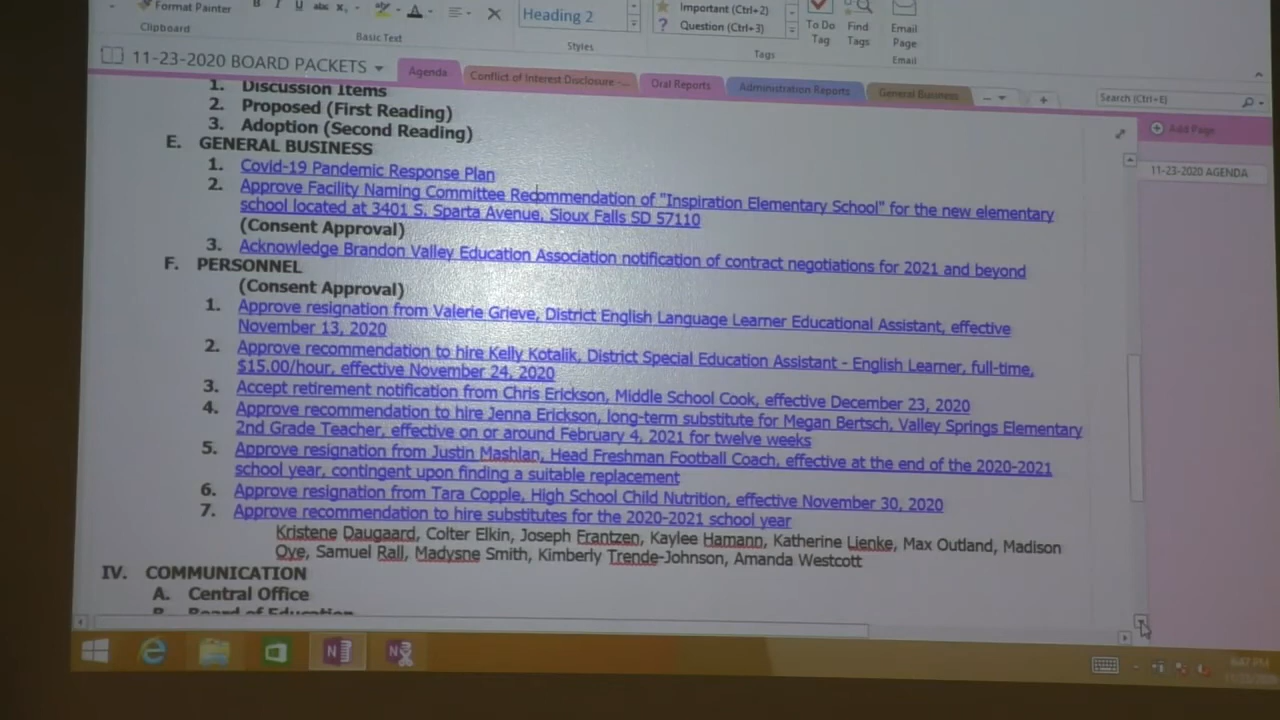 Format Painter
Clipboard
B I U abc x
Basic Text
Heading 2
Styles
Important (Ctrl+2)
? Question (Ctrl+3)
Tags
To Do
Tag
Find
Tags
Email
Page
Email
11-23-2020 BOARD PACKETS
Agenda
Conflict of Interest Disclosure -...
Oral Reports
Administration Reports
General Business
Search (Ctrl+E)
Add Page
11-23-2020 AGENDA
1. Discussion Items
2. Proposed (First Reading)
3. Adoption (Second Reading)
E. GENERAL BUSINESS
1. Covid-19 Pandemic Response Plan
2. Approve Facility Naming Committee Recommendation of "Inspiration Elementary School" for the new elementary
school located at 3401 S. Sparta Avenue, Sioux Falls SD 57110
(Consent Approval)
3. Acknowledge Brandon Valley Education Association notification of contract negotiations for 2021 and beyond
F. PERSONNEL
(Consent Approval)
1. Approve resignation from Valerie Grieve, District English Language Learner Educational Assistant, effective
November 13, 2020
2. Approve recommendation to hire Kelly Kotalik, District Special Education Assistant - English Learner, full-time,
$15.00/hour, effective November 24, 2020
3. Accept retirement notification from Chris Erickson, Middle School Cook, effective December 23, 2020
4. Approve recommendation to hire Jenna Erickson, long-term substitute for Megan Bertsch, Valley Springs Elementary
2nd Grade Teacher, effective on or around February 4, 2021 for twelve weeks
5. Approve resignation from Justin Mashlan, Head Freshman Football Coach, effective at the end of the 2020-2021
school year, contingent upon finding a suitable replacement
6. Approve resignation from Tara Copple, High School Child Nutrition, effective November 30, 2020
7. Approve recommendation to hire substitutes for the 2020-2021 school year
Kristene Daugaard, Colter Elkin, Joseph Frantzen, Kaylee Hamann, Katherine Lienke, Max Outland, Madison
Oye, Samuel Rall, Madysne Smith, Kimberly Trende-Johnson, Amanda Westcott
IV. COMMUNICATION
A. Central Office
B. Board of Education